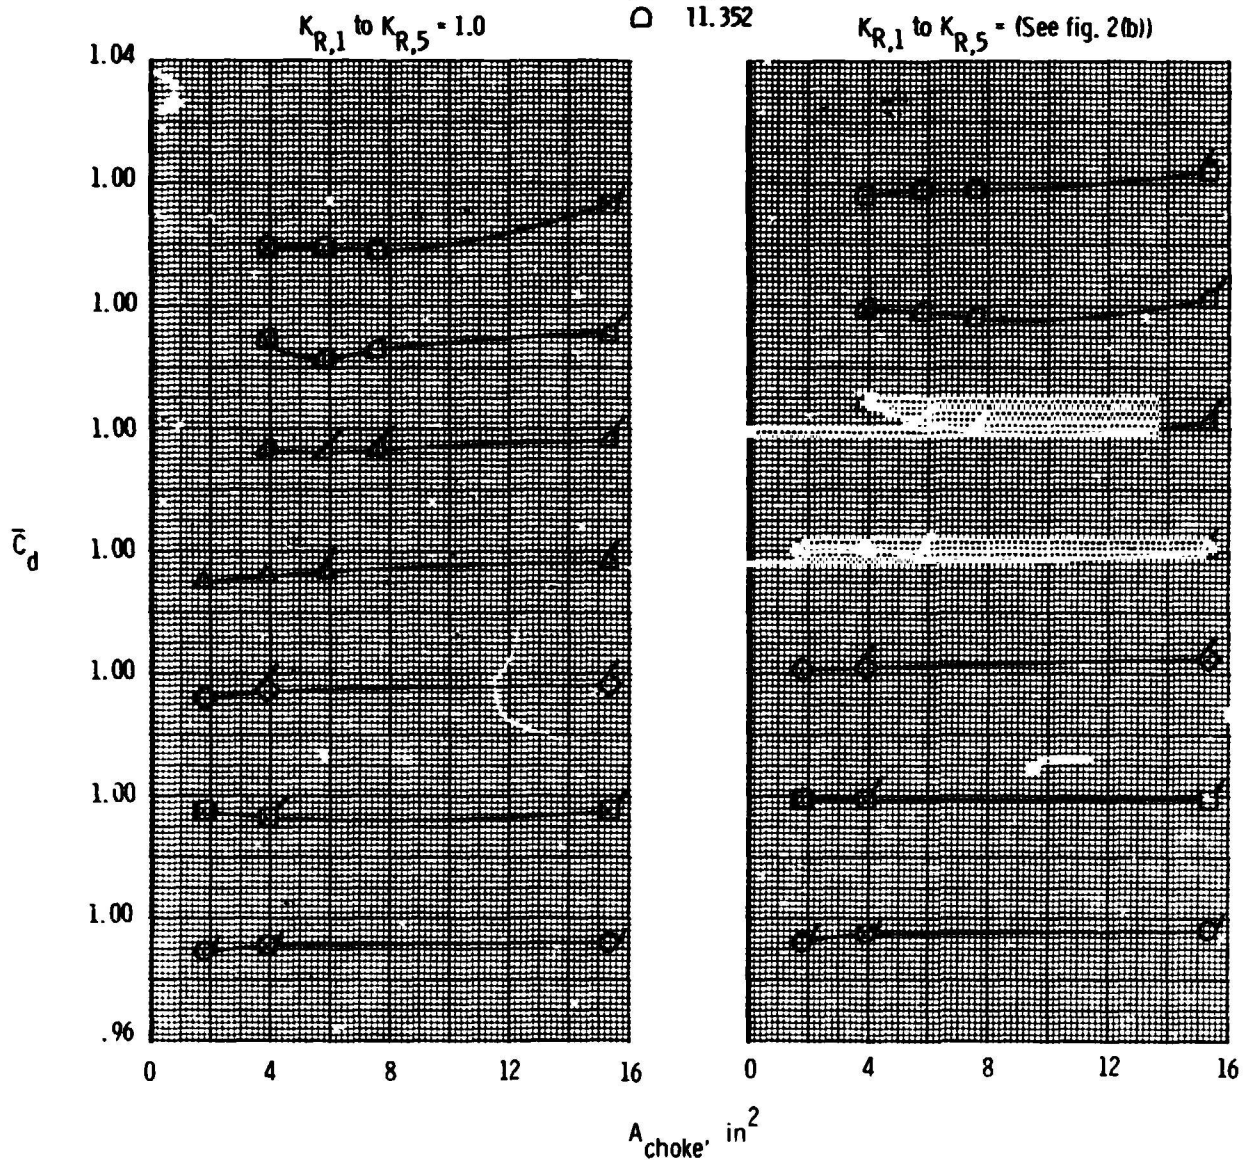 K_R,1 to K_R,5 = 1.0
D 11.352
K_R,1 to K_R,5 = (See fig. 2(b))
1.04
1.00
1.00
1.00
1.00
1.00
1.00
1.00
.96
C̄_d
0 4 8 12 16
0 4 8 12 16
A_choke, in^2